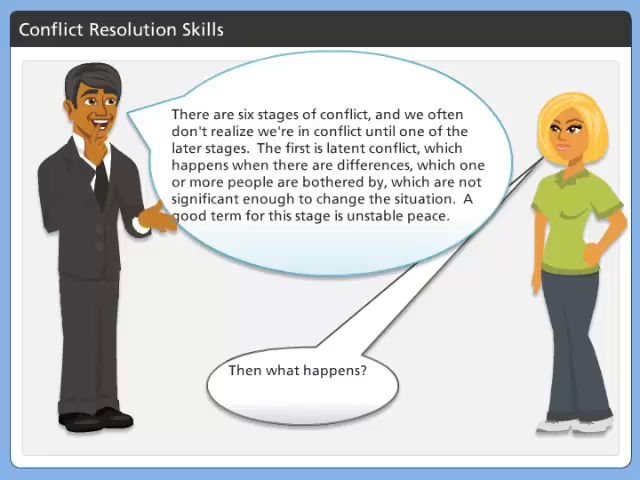 Conflict Resolution Skills
There are six stages of conflict, and we often
don't realize we're in conflict until one of the
later stages.  The first is latent conflict, which
happens when there are differences, which one
or more people are bothered by, which are not
significant enough to change the situation.  A
good term for this stage is unstable peace.
Then what happens?